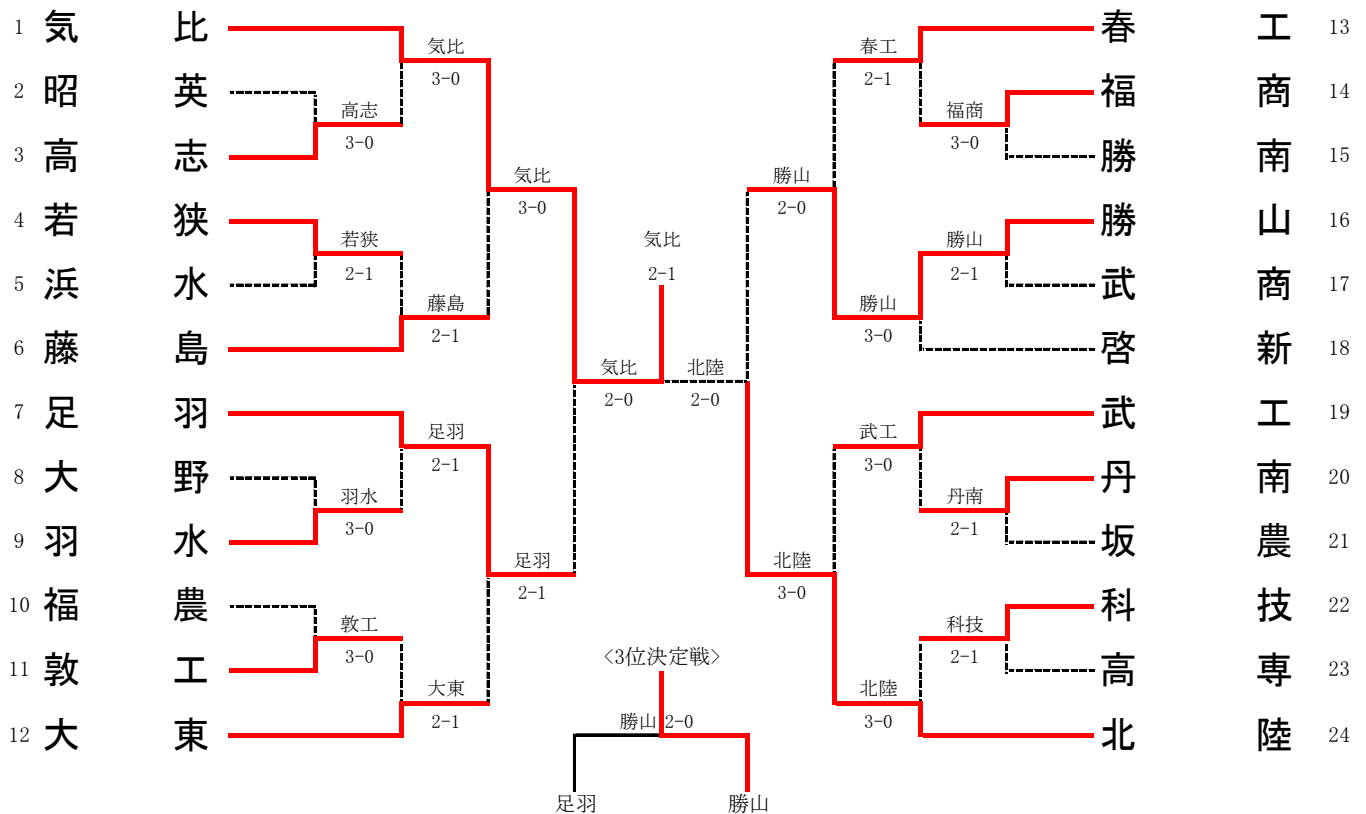 1 気比
2 昭英
3 高志
4 若狭
5 浜水
6 藤島
7 足羽
8 大野
9 羽水
10 福農
11 敦工
12 大東
高志
3-0
若狭
2-1
羽水
3-0
敦工
3-0
気比
3-0
藤島
2-1
足羽
2-1
大東
2-1
気比
3-0
足羽
2-1
気比
2-0
気比
2-1
北陸
2-0
勝山
2-0
北陸
3-0
春工
2-1
勝山
3-0
武工
3-0
北陸
3-0
福商
3-0
勝山
2-1
丹南
2-1
科技
2-1
春工 13
福商 14
勝南 15
勝山 16
武商 17
啓新 18
武工 19
丹南 20
坂農 21
科技 22
高専 23
北陸 24
<3位決定戦>
勝山 2-0
足羽
勝山